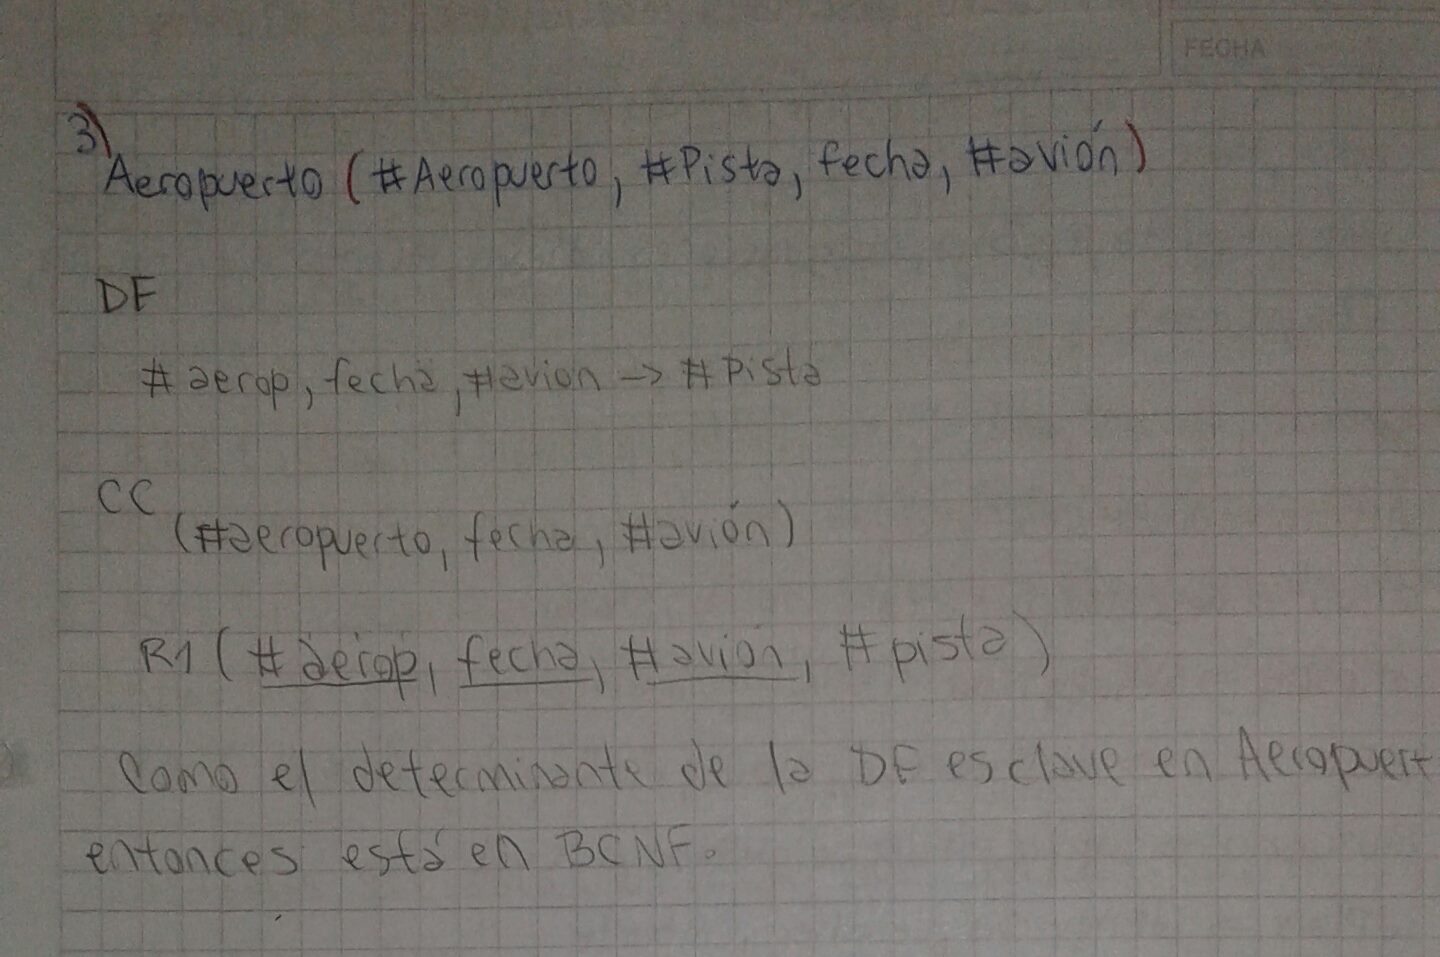 FECHA
3)
Aeropuerto (#Aeropuerto, #Pista, fecha, #avión)
DF
#aerop, fecha, #avion -> #Pista
CC
(#aeropuerto, fecha, #avión)
R1 (#aerop, fecha, #avión, #pista)
Como el determinante de la DF es clave en Aeropuert
entonces está en BCNF.